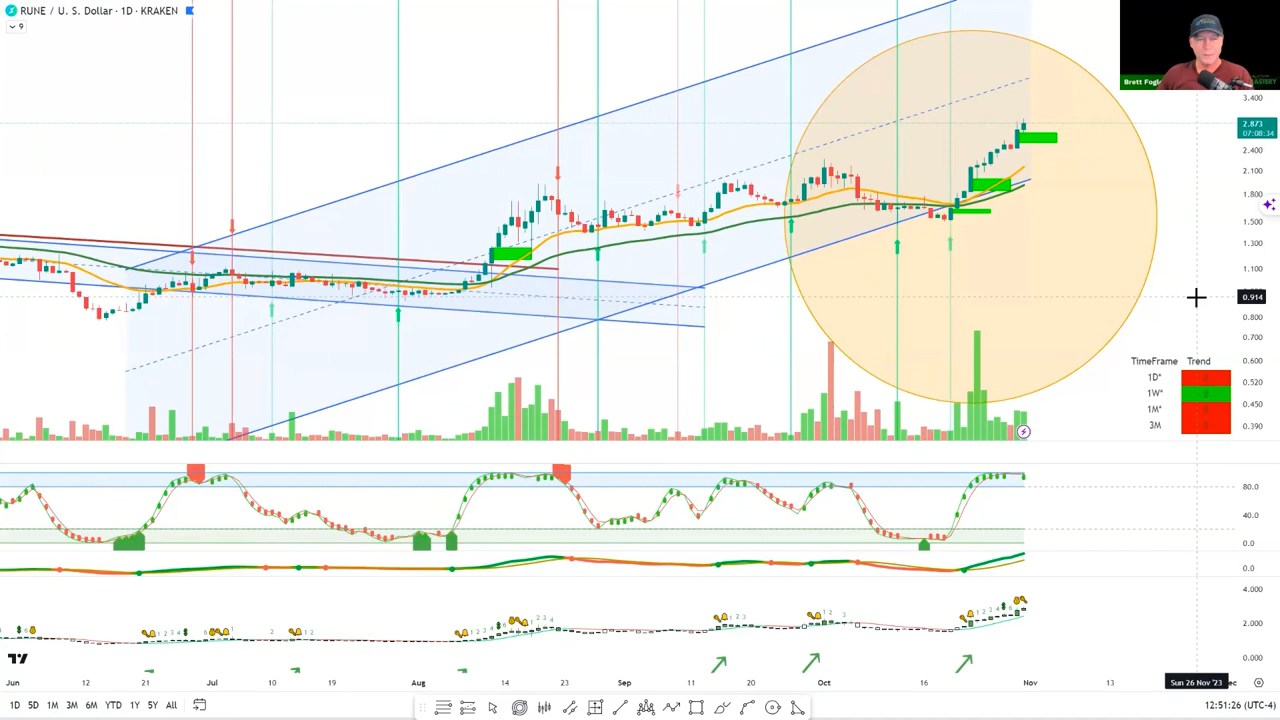 RUNE / U. S. Dollar · 1D · KRAKEN
9
Brett Fogle
3.400
2.873
07:08:34
2.400
2.100
1.800
1.500
1.300
1.100
0.914
0.800
0.700
0.600
0.520
0.450
0.390
TimeFrame Trend
1D*
1W*
1M*
3M
80.0
40.0
0.0
0.0
4.000
2.000
0.000
Jun 12 21 Jul 10 19 Aug 14 23 Sep 11 21 Oct 16 Nov 13 Sun 26 Nov '23
1D 5D 1M 3M 6M YTD 1Y 5Y All
12:51:26 (UTC-4)